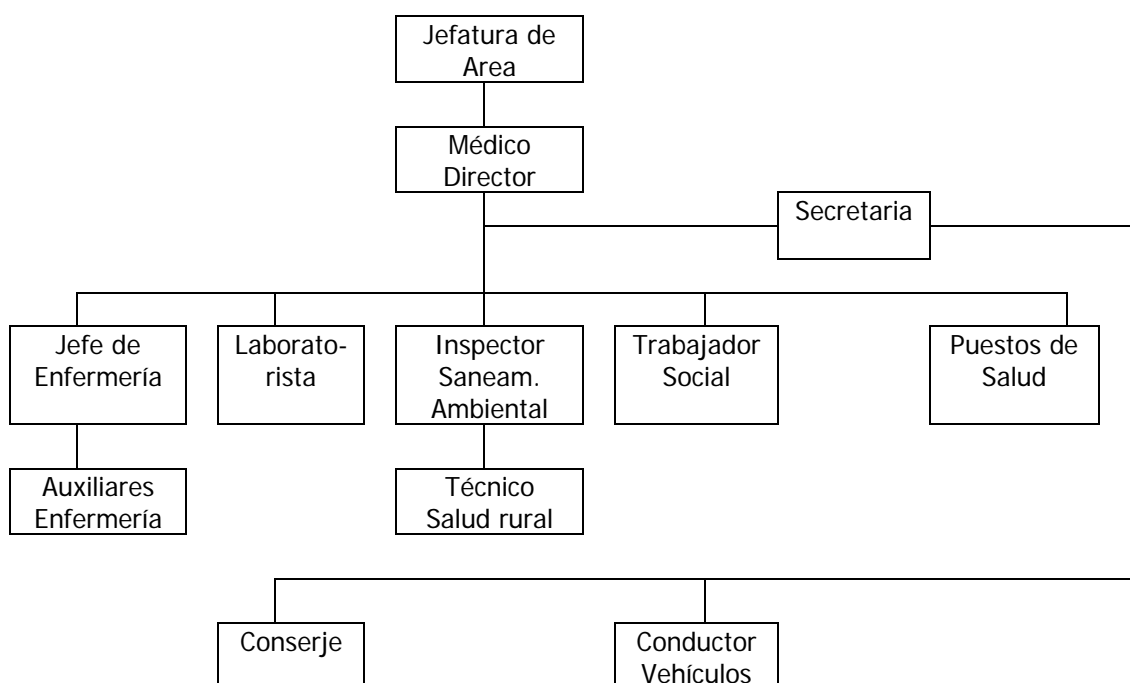 Jefatura de
Area
Médico
Director
Secretaria
Jefe de
Enfermería
Laborato-
rista
Inspector
Saneam.
Ambiental
Trabajador
Social
Puestos de
Salud
Auxiliares
Enfermería
Técnico
Salud rural
Conserje
Conductor
Vehículos